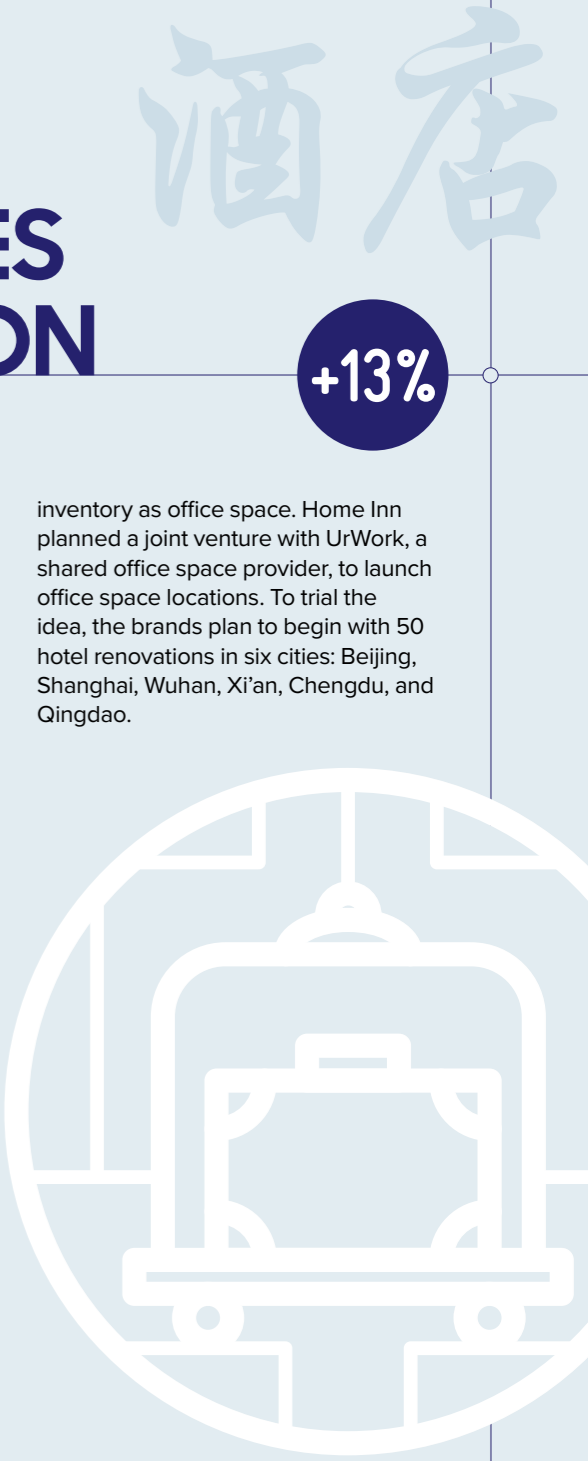 酒店
ES
ON
+13%
inventory as office space. Home Inn
planned a joint venture with UrWork, a
shared office space provider, to launch
office space locations. To trial the
idea, the brands plan to begin with 50
hotel renovations in six cities: Beijing,
Shanghai, Wuhan, Xi’an, Chengdu, and
Qingdao.